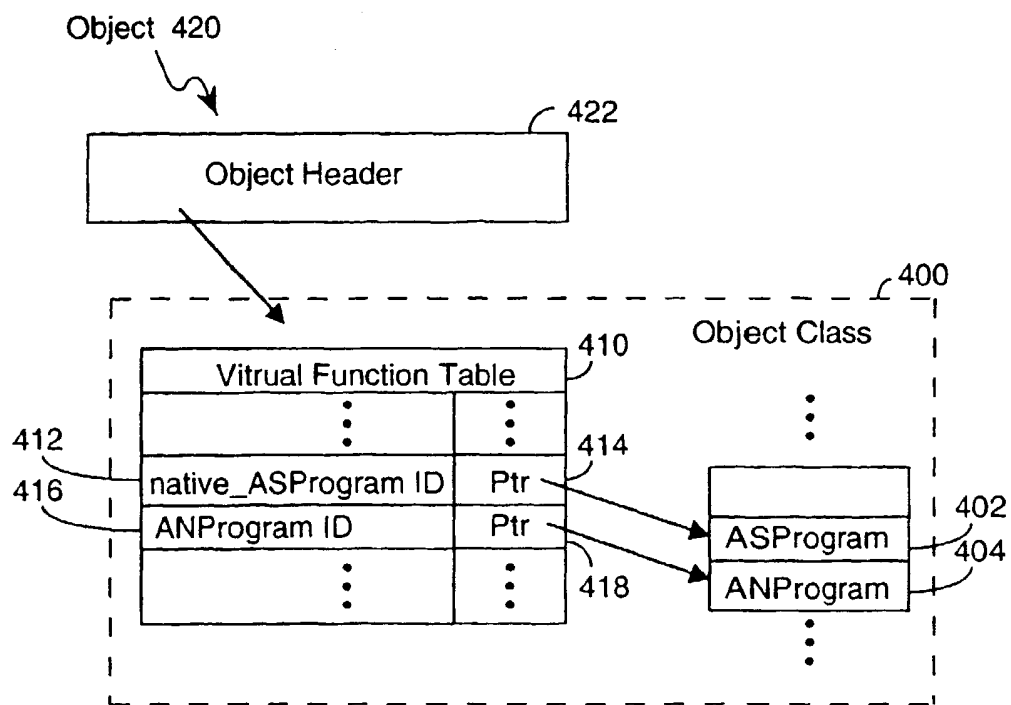 Object 420
422
Object Header
400
Object Class
410
Vitrual Function Table
412
414
native_ASProgram ID Ptr
416
ANProgram ID Ptr
402
ASProgram
404
ANProgram
418